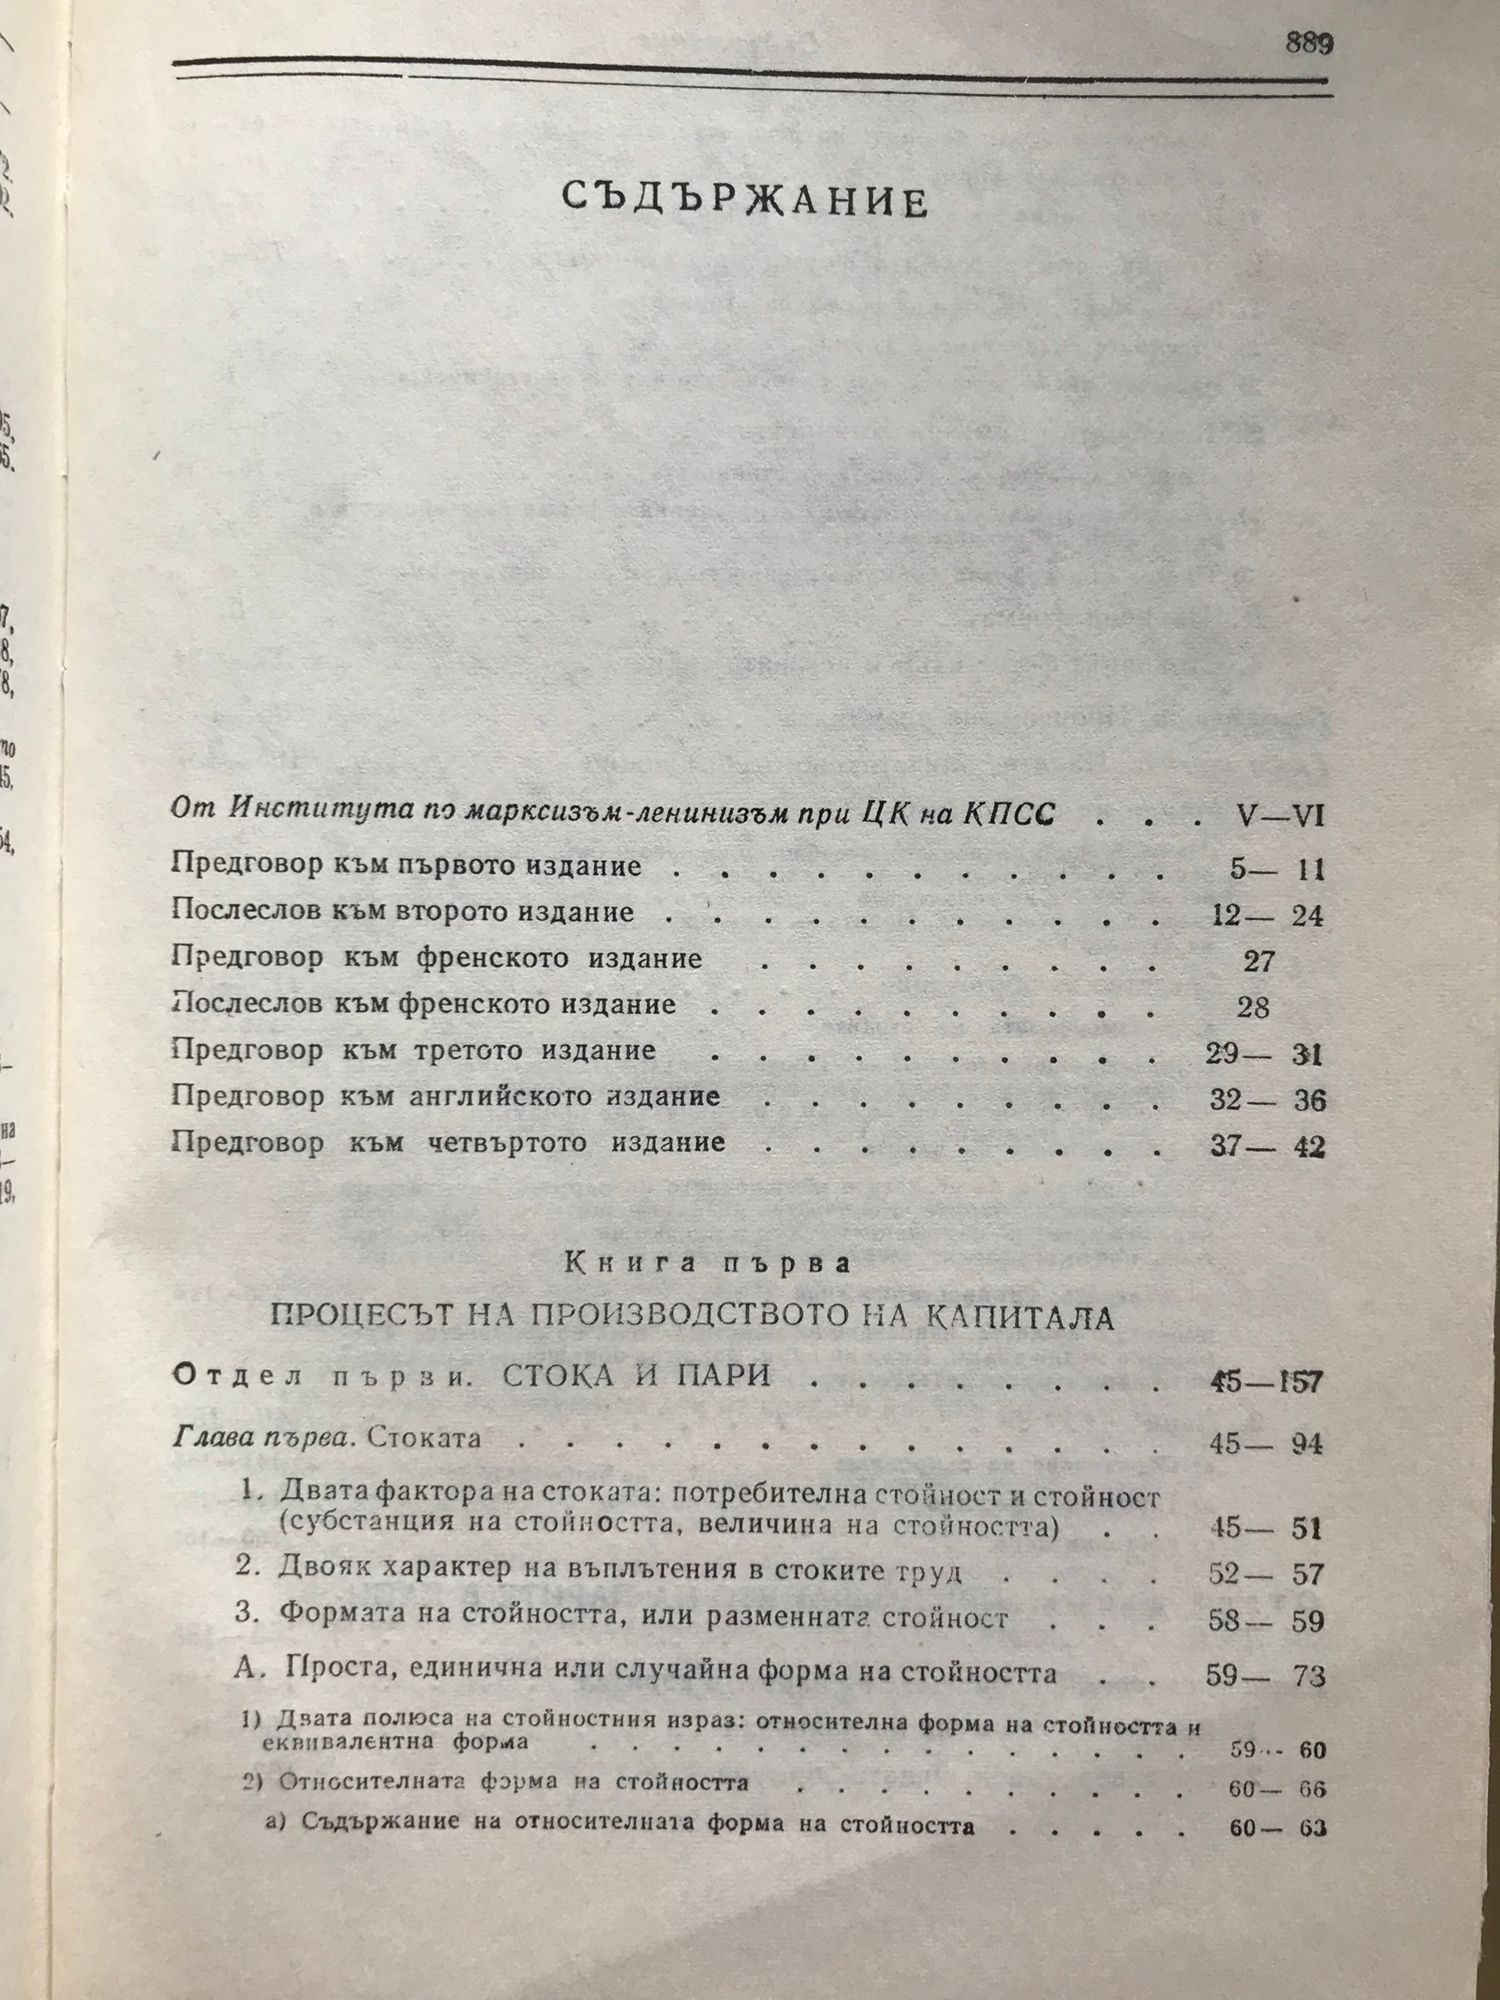 889
СЪДЪРЖАНИЕ
От Института по марксизъм-ленинизъм при ЦК на КПСС . . . V—VI
Предговор към първото издание . . . . . . . . . . . 5— 11
Послеслов към второто издание . . . . . . . . . . . 12— 24
Предговор към френското издание . . . . . . . . . 27
Послеслов към френското издание . . . . . . . . . . 28
Предговор към третото издание . . . . . . . . . . 29— 31
Предговор към английското издание . . . . . . . . . 32— 36
Предговор към четвъртото издание . . . . . . . . . 37— 42
Книга първа
ПРОЦЕСЪТ НА ПРОИЗВОДСТВОТО НА КАПИТАЛА
Отдел първи. СТОКА И ПАРИ . . . . . . . . 45—157
Глава първа. Стоката . . . . . . . . . . . . . . 45— 94
1. Двата фактора на стоката: потребителна стойност и стойност
(субстанция на стойността, величина на стойността) . . 45— 51
2. Двояк характер на въплътения в стоките труд . . . . 52— 57
3. Формата на стойността, или разменната стойност . . . 58— 59
А. Проста, единична или случайна форма на стойността . . 59— 73
1) Двата полюса на стойностния израз: относителна форма на стойността и
еквивалентна форма . . . . . . . . . . . . . . . 59— 60
2) Относителната форма на стойността . . . . . . . . . . 60— 66
а) Съдържание на относителната форма на стойността . . . . . 60— 63